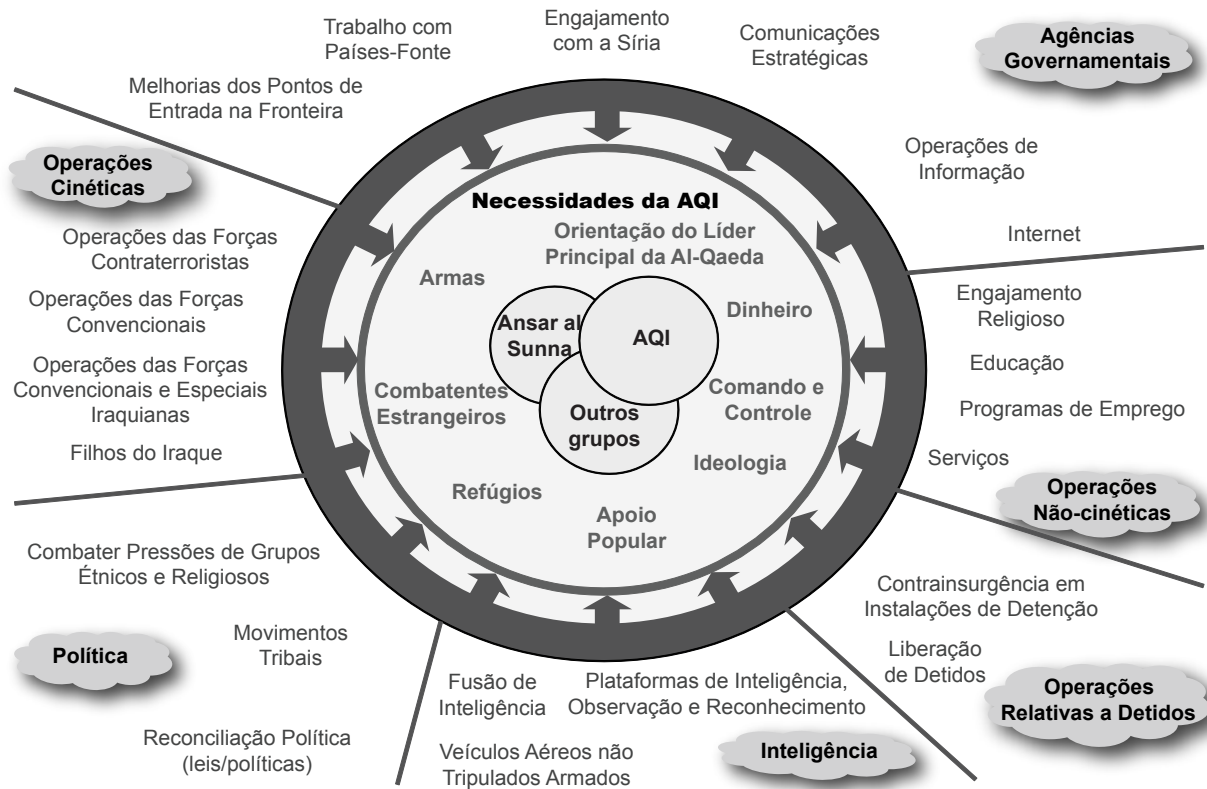 Trabalho com
Países-Fonte
Engajamento
com a Síria
Comunicações
Estratégicas
Agências
Governamentais
Melhorias dos Pontos de
Entrada na Fronteira
Operações
Cinéticas
Operações de
Informação
Internet
Necessidades da AQI
Orientação do Líder
Principal da Al-Qaeda
Armas
Dinheiro
Ansar al
Sunna
AQI
Combatentes
Estrangeiros
Outros
grupos
Comando e
Controle
Ideologia
Refúgios
Apoio
Popular
Operações das Forças
Contraterroristas
Operações das Forças
Convencionais
Operações das Forças
Convencionais e Especiais
Iraquianas
Filhos do Iraque
Engajamento
Religioso
Educação
Programas de Emprego
Serviços
Operações
Não-cinéticas
Combater Pressões de Grupos
Étnicos e Religiosos
Movimentos
Tribais
Política
Reconciliação Política
(leis/políticas)
Fusão de
Inteligência
Plataformas de Inteligência,
Observação e Reconhecimento
Veículos Aéreos não
Tripulados Armados
Inteligência
Contrainsurgência em
Instalações de Detenção
Liberação
de Detidos
Operações
Relativas a Detidos